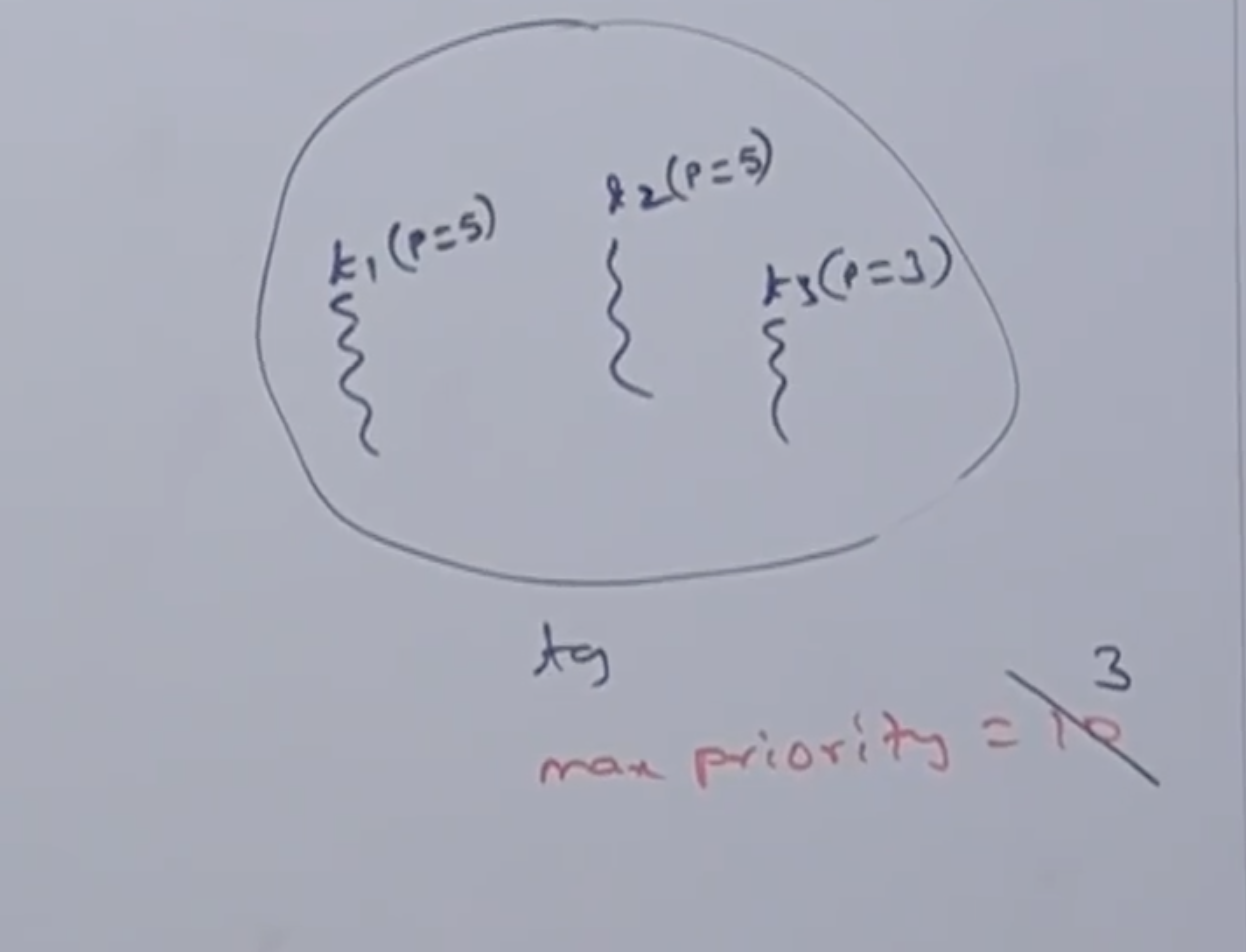 t2(p=5)
t1(p=5)
t3(p=3)
tg
3
max priority = 10